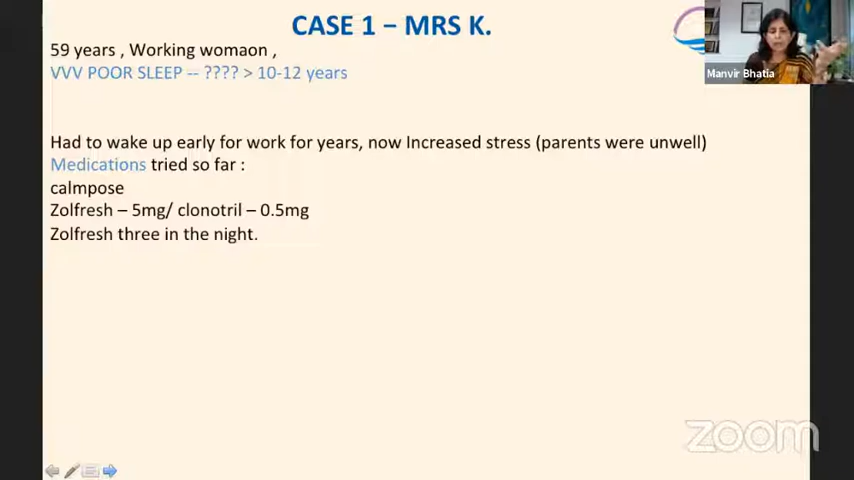 CASE 1 – MRS K.
59 years , Working womaon ,
VVV POOR SLEEP -- ???? > 10-12 years
Had to wake up early for work for years, now Increased stress (parents were unwell)
Medications tried so far :
calmpose
Zolfresh – 5mg/ clonotril – 0.5mg
Zolfresh three in the night.
Manvir Bhatia
zoom